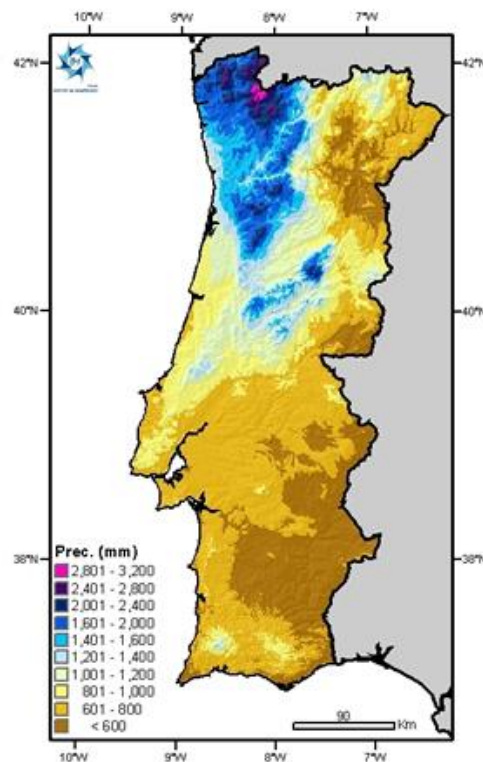 10°W 9°W 8°W 7°W
42°N 42°N
40°N 40°N
38°N 38°N
Prec. (mm)
2,801 - 3,200
2,401 - 2,800
2,001 - 2,400
1,601 - 2,000
1,401 - 1,600
1,201 - 1,400
1,001 - 1,200
801 - 1,000
601 - 800
< 600
90
Km
10°W 9°W 8°W 7°W